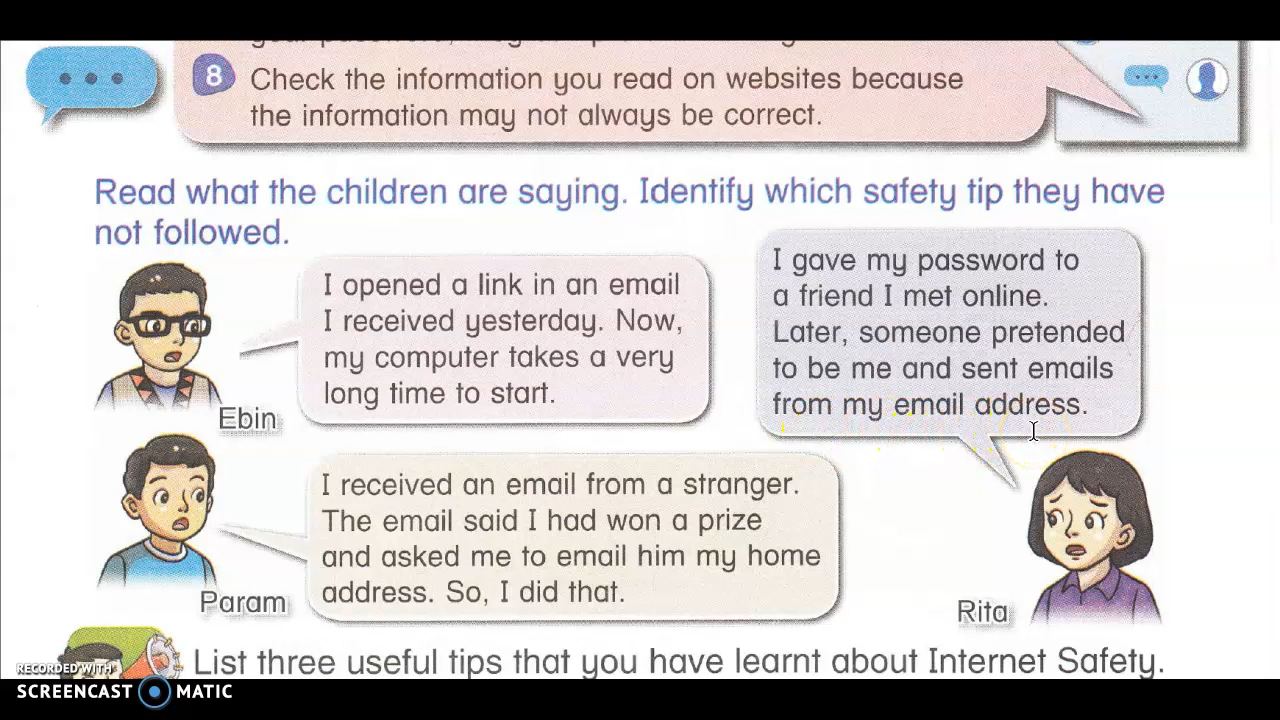 8 Check the information you read on websites because
the information may not always be correct.
Read what the children are saying. Identify which safety tip they have
not followed.
I opened a link in an email
I received yesterday. Now,
my computer takes a very
long time to start.
Ebin
I gave my password to
a friend I met online.
Later, someone pretended
to be me and sent emails
from my email address.
I received an email from a stranger.
The email said I had won a prize
and asked me to email him my home
address. So, I did that.
Param
Rita
List three useful tips that you have learnt about Internet Safety.
RECORDED WITH
SCREENCAST MATIC